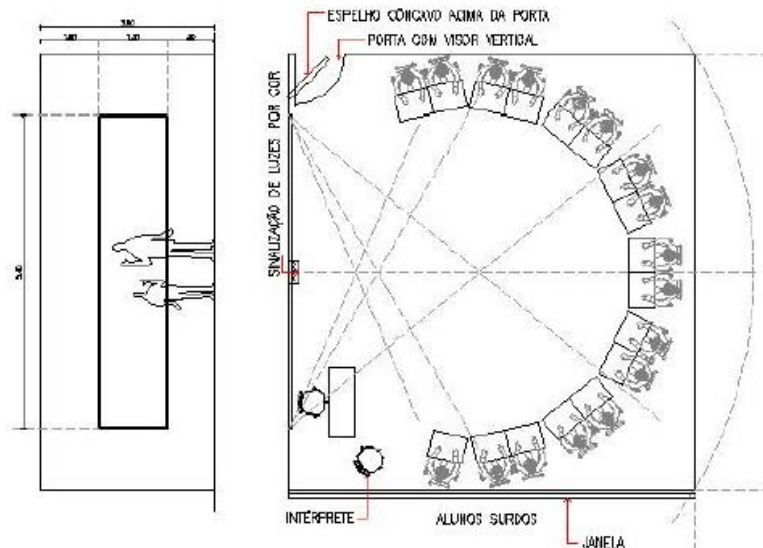 ESPELHO CÔNCAVO ACIMA DA PORTA
PORTA COM VISOR VERTICAL
SINALIZAÇÃO DE LUZES POR COR
INTÉRPRETE
ALUNOS SURDOS
JANELA